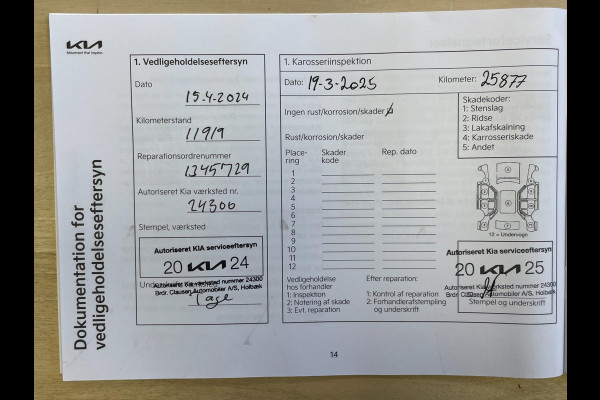 KIA
Movement that inspires
Dokumentation for
vedligeholdelseseftersyn
1. Vedligeholdelseseftersyn
Dato
15.4-2024
Kilometerstand
11919
Reparationsordrenummer
1345729
Autoriseret Kia værksted nr.
24300
Stempel, værksted
Autoriseret KIA serviceeftersyn
20 KIA 24
Autoriseret Kia værksted nummer 24300
Brdr. Clausen Automobiler A/S, Holbæk
1. Karosseriinspektion
Dato: 19-3-2025
Kilometer: 25877
Ingen rust/korrosion/skader
Skadekoder:
1: Stenslag
2: Ridse
3: Lakafskalning
4: Karrosseriskade
5: Andet
Rust/korrosion/skader
Place-
ring
Skader
kode
Rep. dato
1
2
3
4
5
6
7
8
9
10
11
12
12 = Undervogn
Vedligeholdelse
hos forhandler
1: inspektion
2: Notering af skade
3: Evt. reparation
Efter reparation:
1: Kontrol af reparation
2: Forhandlerafstempling
og underskrift
Autoriseret KIA serviceeftersyn
20 KIA 25
Autoriseret Kia værksted nummer 24300
Brdr. Clausen Automobiler A/S, Holbæk
Stempel og underskrift
14